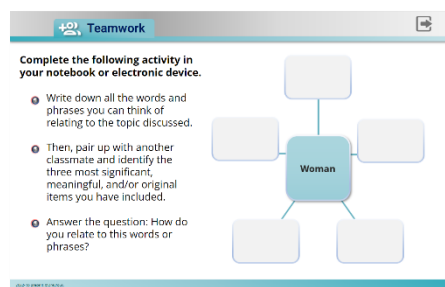 Teamwork
Complete the following activity in
your notebook or electronic device.
Write down all the words and
phrases you can think of
relating to the topic discussed.
Then, pair up with another
classmate and identify the
three most significant,
meaningful, and/or original
items you have included.
Answer the question: How do
you relate to this words or
phrases?
Woman